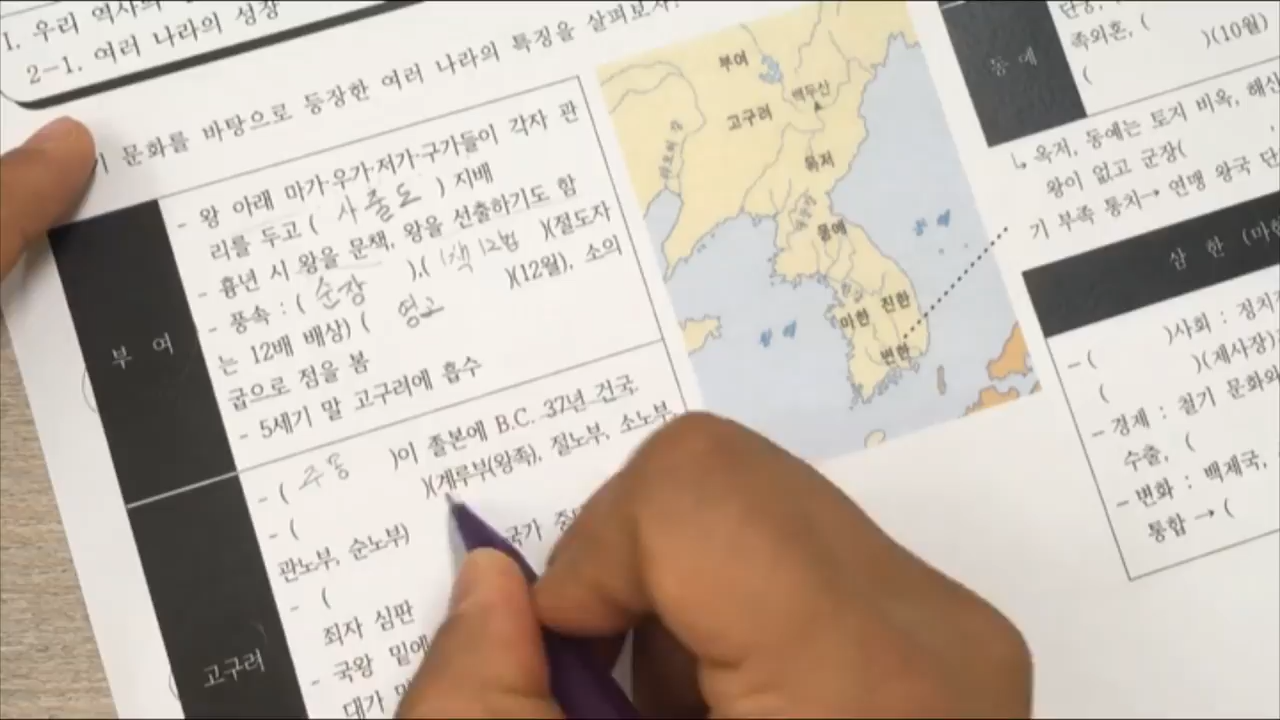 1. 우리 역사의
2-1. 여러 나라의 성장
기 문화를 바탕으로 등장한 여러 나라의 특징을 살펴보자.
부 여
- 왕 아래 마가·우가·저가·구가들이 각자 관
리를 두고 ( 사출도 ) 지배
- 흉년 시 왕을 문책, 왕을 선출하기도 함
- 풍속 : ( 순장 ),( 1책 12법 )(절도자
는 12배 배상) ( 영고 )(12월), 소의
굽으로 점을 봄
- 5세기 말 고구려에 흡수
고구려
- ( 주몽 )이 졸본에 B.C. 37년 건국
- ( )(계루부(왕족), 절노부, 소노부,
관노부, 순노부)
- ( 국가 중
죄자 심판
- 국왕 밑에
대가
부여
백두산
고구려
옥저
동예
동해
황해
마한
진한
변한
동 예
족외혼, ( )(10월)
(
↳ 옥저, 동예는 토지 비옥, 해산
왕이 없고 군장(
기 부족 통치→ 연맹 왕국 단
삼 한 (마한
- ( )사회 : 정치
( )(제사장)
- 경제 : 철기 문화와
수출, (
- 변화 : 백제국,
통합 → (